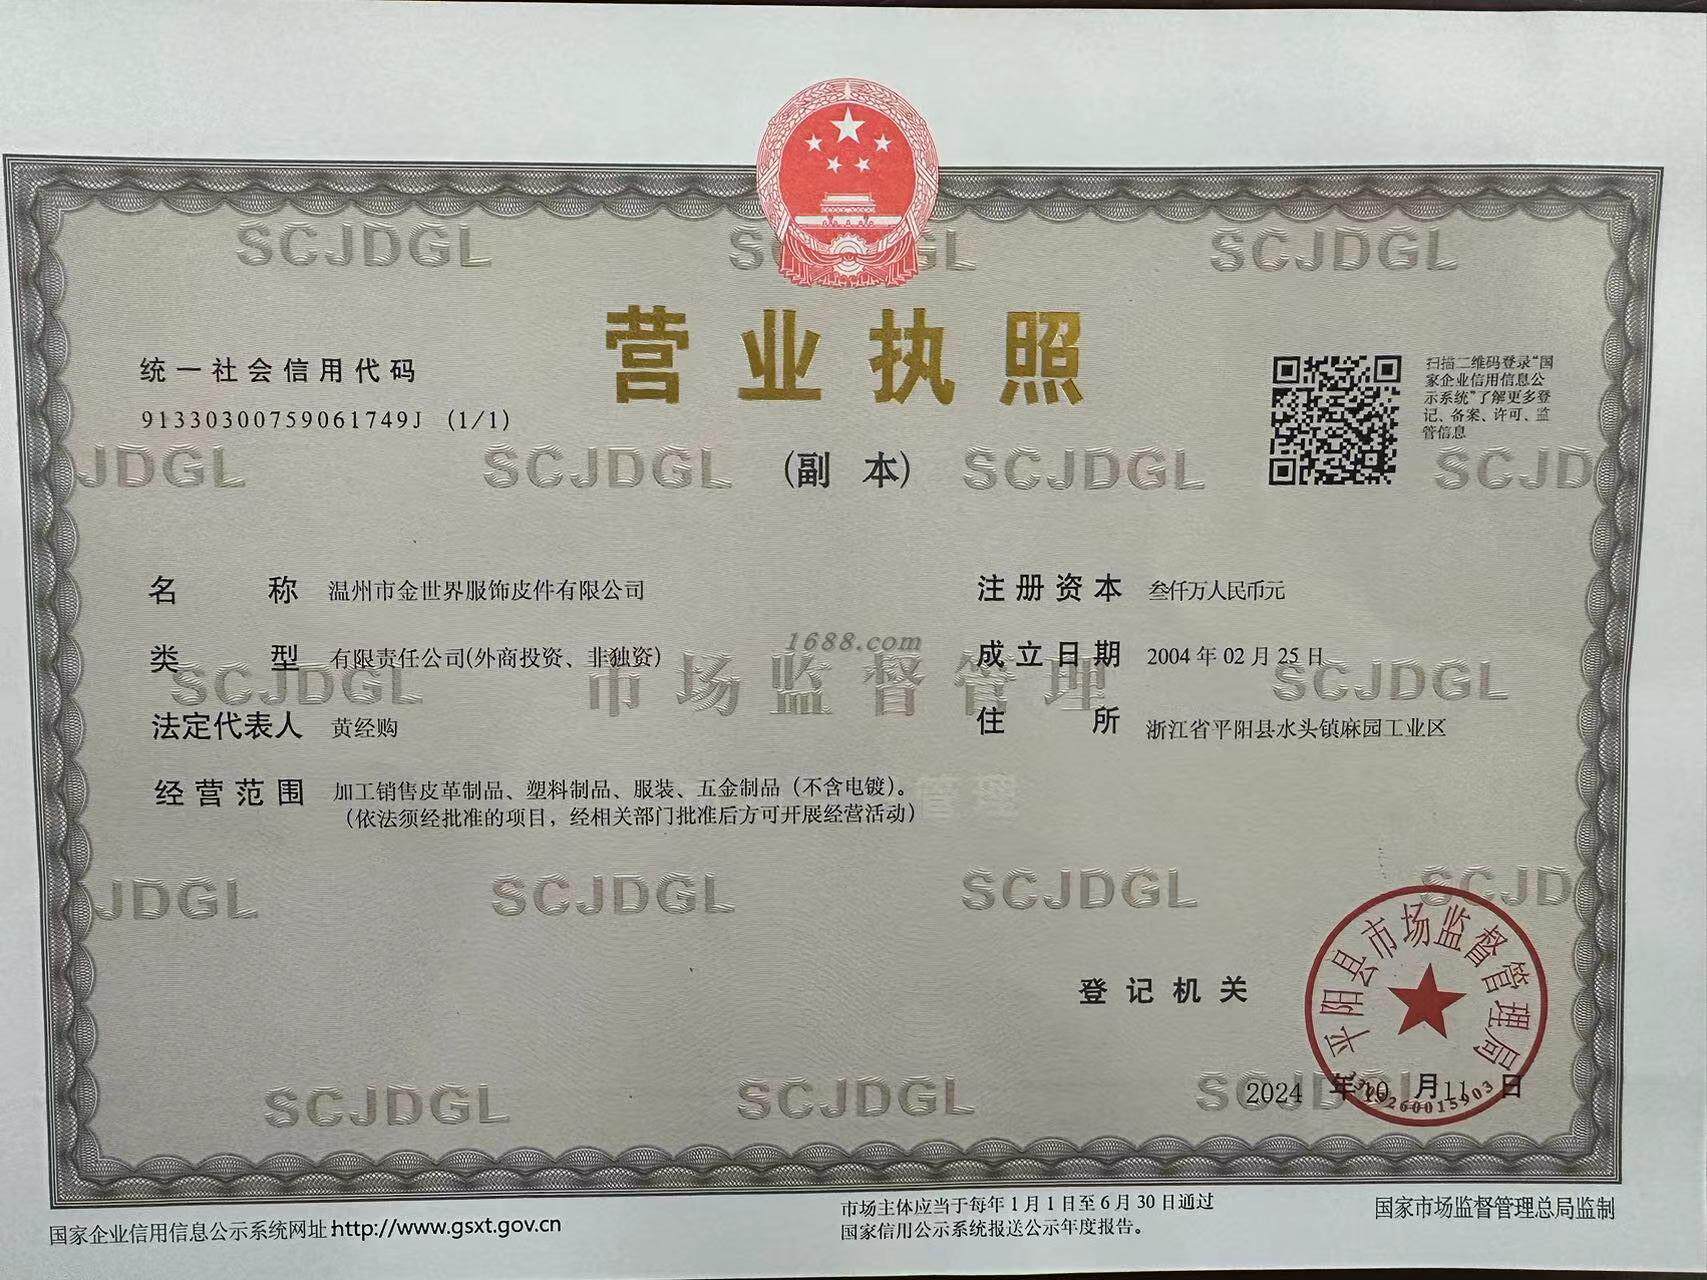 营业执照
(副 本)
统一社会信用代码
91330300759061749J (1/1)
扫描二维码登录“国
家企业信用信息公
示系统”了解更多登
记、备案、许可、监
管信息
名 称 温州市金世界服饰皮件有限公司
类 型 有限责任公司(外商投资、非独资)
法定代表人 黄经购
经营范围 加工销售皮革制品、塑料制品、服装、五金制品（不含电镀）。
（依法须经批准的项目，经相关部门批准后方可开展经营活动）
注册资本 叁仟万人民币元
成立日期 2004 年 02 月 25 日
住 所 浙江省平阳县水头镇麻园工业区
1688.com
市场监督管理
SCJDGL
SCJDGL
SCJDGL
JDGL
SCJDGL
SCJDGL
SCJD
SCJDGL
SCJDGL
JDGL
SCJDGL
SCJDGL
SCJD
SCJDGL
SCJDGL
SCJDGL
登记机关
平阳县市场监督管理局
2024 年 10 月 11 日
国家企业信用信息公示系统网址:http://www.gsxt.gov.cn
市场主体应当于每年 1 月 1 日至 6 月 30 日通过
国家信用公示系统报送公示年度报告。
国家市场监督管理总局监制